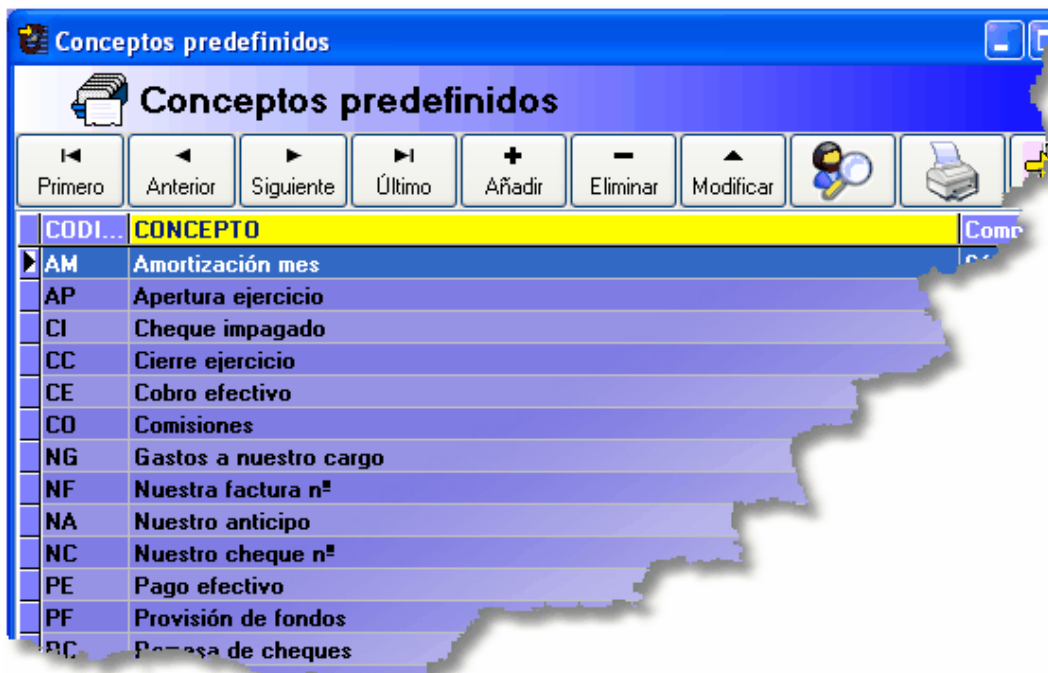 Conceptos predefinidos
Conceptos predefinidos
Primero Anterior Siguiente Último Añadir Eliminar Modificar
CODI... CONCEPTO
AM Amortización mes
AP Apertura ejercicio
CI Cheque impagado
CC Cierre ejercicio
CE Cobro efectivo
CO Comisiones
NG Gastos a nuestro cargo
NF Nuestra factura nº
NA Nuestro anticipo
NC Nuestro cheque nº
PE Pago efectivo
PF Provisión de fondos
de cheques